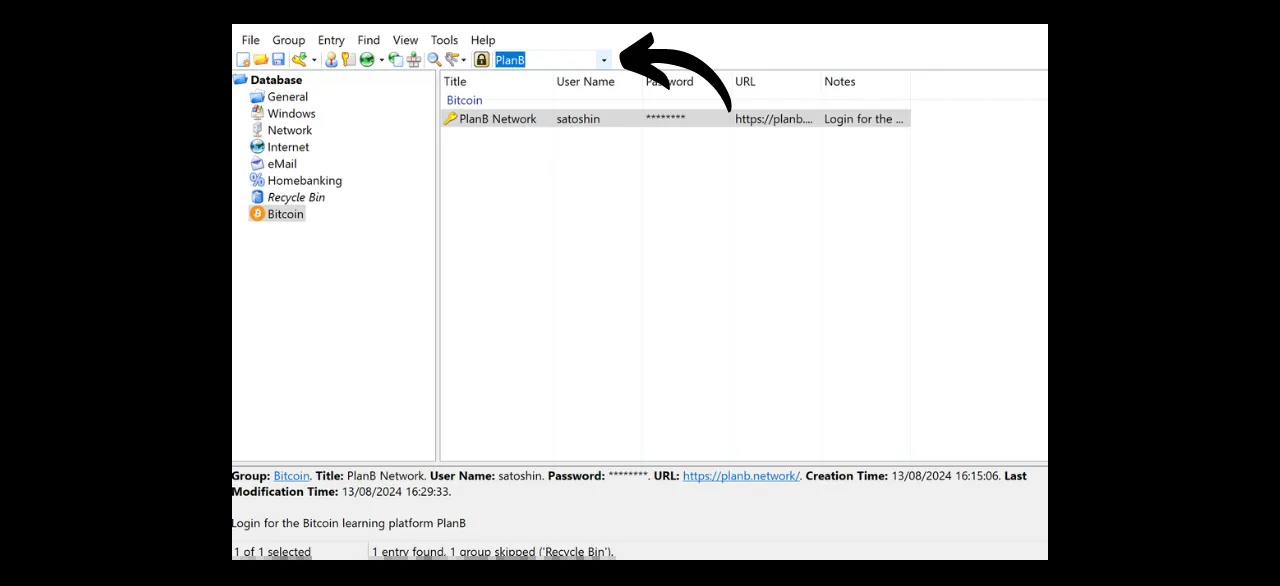 File Group Entry Find View Tools Help
PlanB
Database
General
Windows
Network
Internet
eMail
Homebanking
Recycle Bin
Bitcoin
Title User Name Password URL Notes
Bitcoin
PlanB Network satoshin ******** https://planb.... Login for the ...
Group: Bitcoin. Title: PlanB Network. User Name: satoshin. Password: ********. URL: https://planb.network/. Creation Time: 13/08/2024 16:15:06. Last
Modification Time: 13/08/2024 16:29:33.
Login for the Bitcoin learning platform PlanB
1 of 1 selected 1 entry found, 1 group skipped ('Recycle Bin').